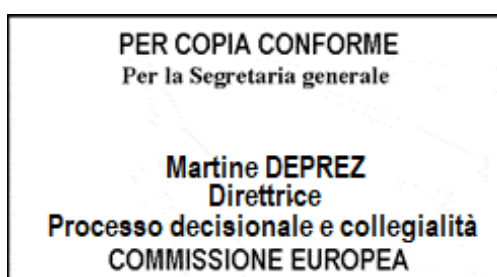 PER COPIA CONFORME
Per la Segretaria generale
Martine DEPREZ
Direttrice
Processo decisionale e collegialità
COMMISSIONE EUROPEA